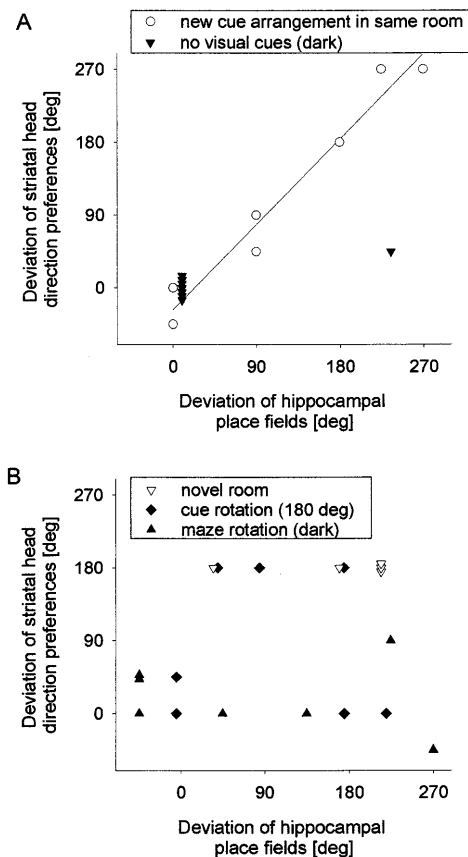 A
new cue arrangement in same room
no visual cues (dark)
Deviation of striatal head
direction preferences [deg]
270
180
90
0
0 90 180 270
Deviation of hippocampal
place fields [deg]
B
novel room
cue rotation (180 deg)
maze rotation (dark)
Deviation of striatal head
direction preferences [deg]
270
180
90
0
0 90 180 270
Deviation of hippocampal
place fields [deg]